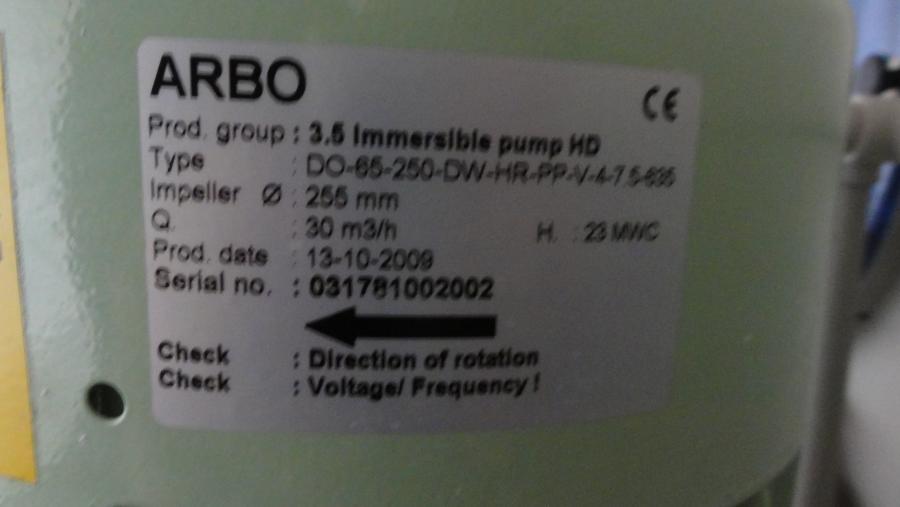 ARBO
CE
Prod. group : 3.5 Immersible pump HD
Type : DO-65-250-DW-HR-PP-V-4-7.5-635
Impeller Ø : 255 mm
Q. : 30 m3/h H. : 23 MWC
Prod. date : 13-10-2009
Serial no. : 031781002002
Check : Direction of rotation
Check : Voltage/ Frequency !